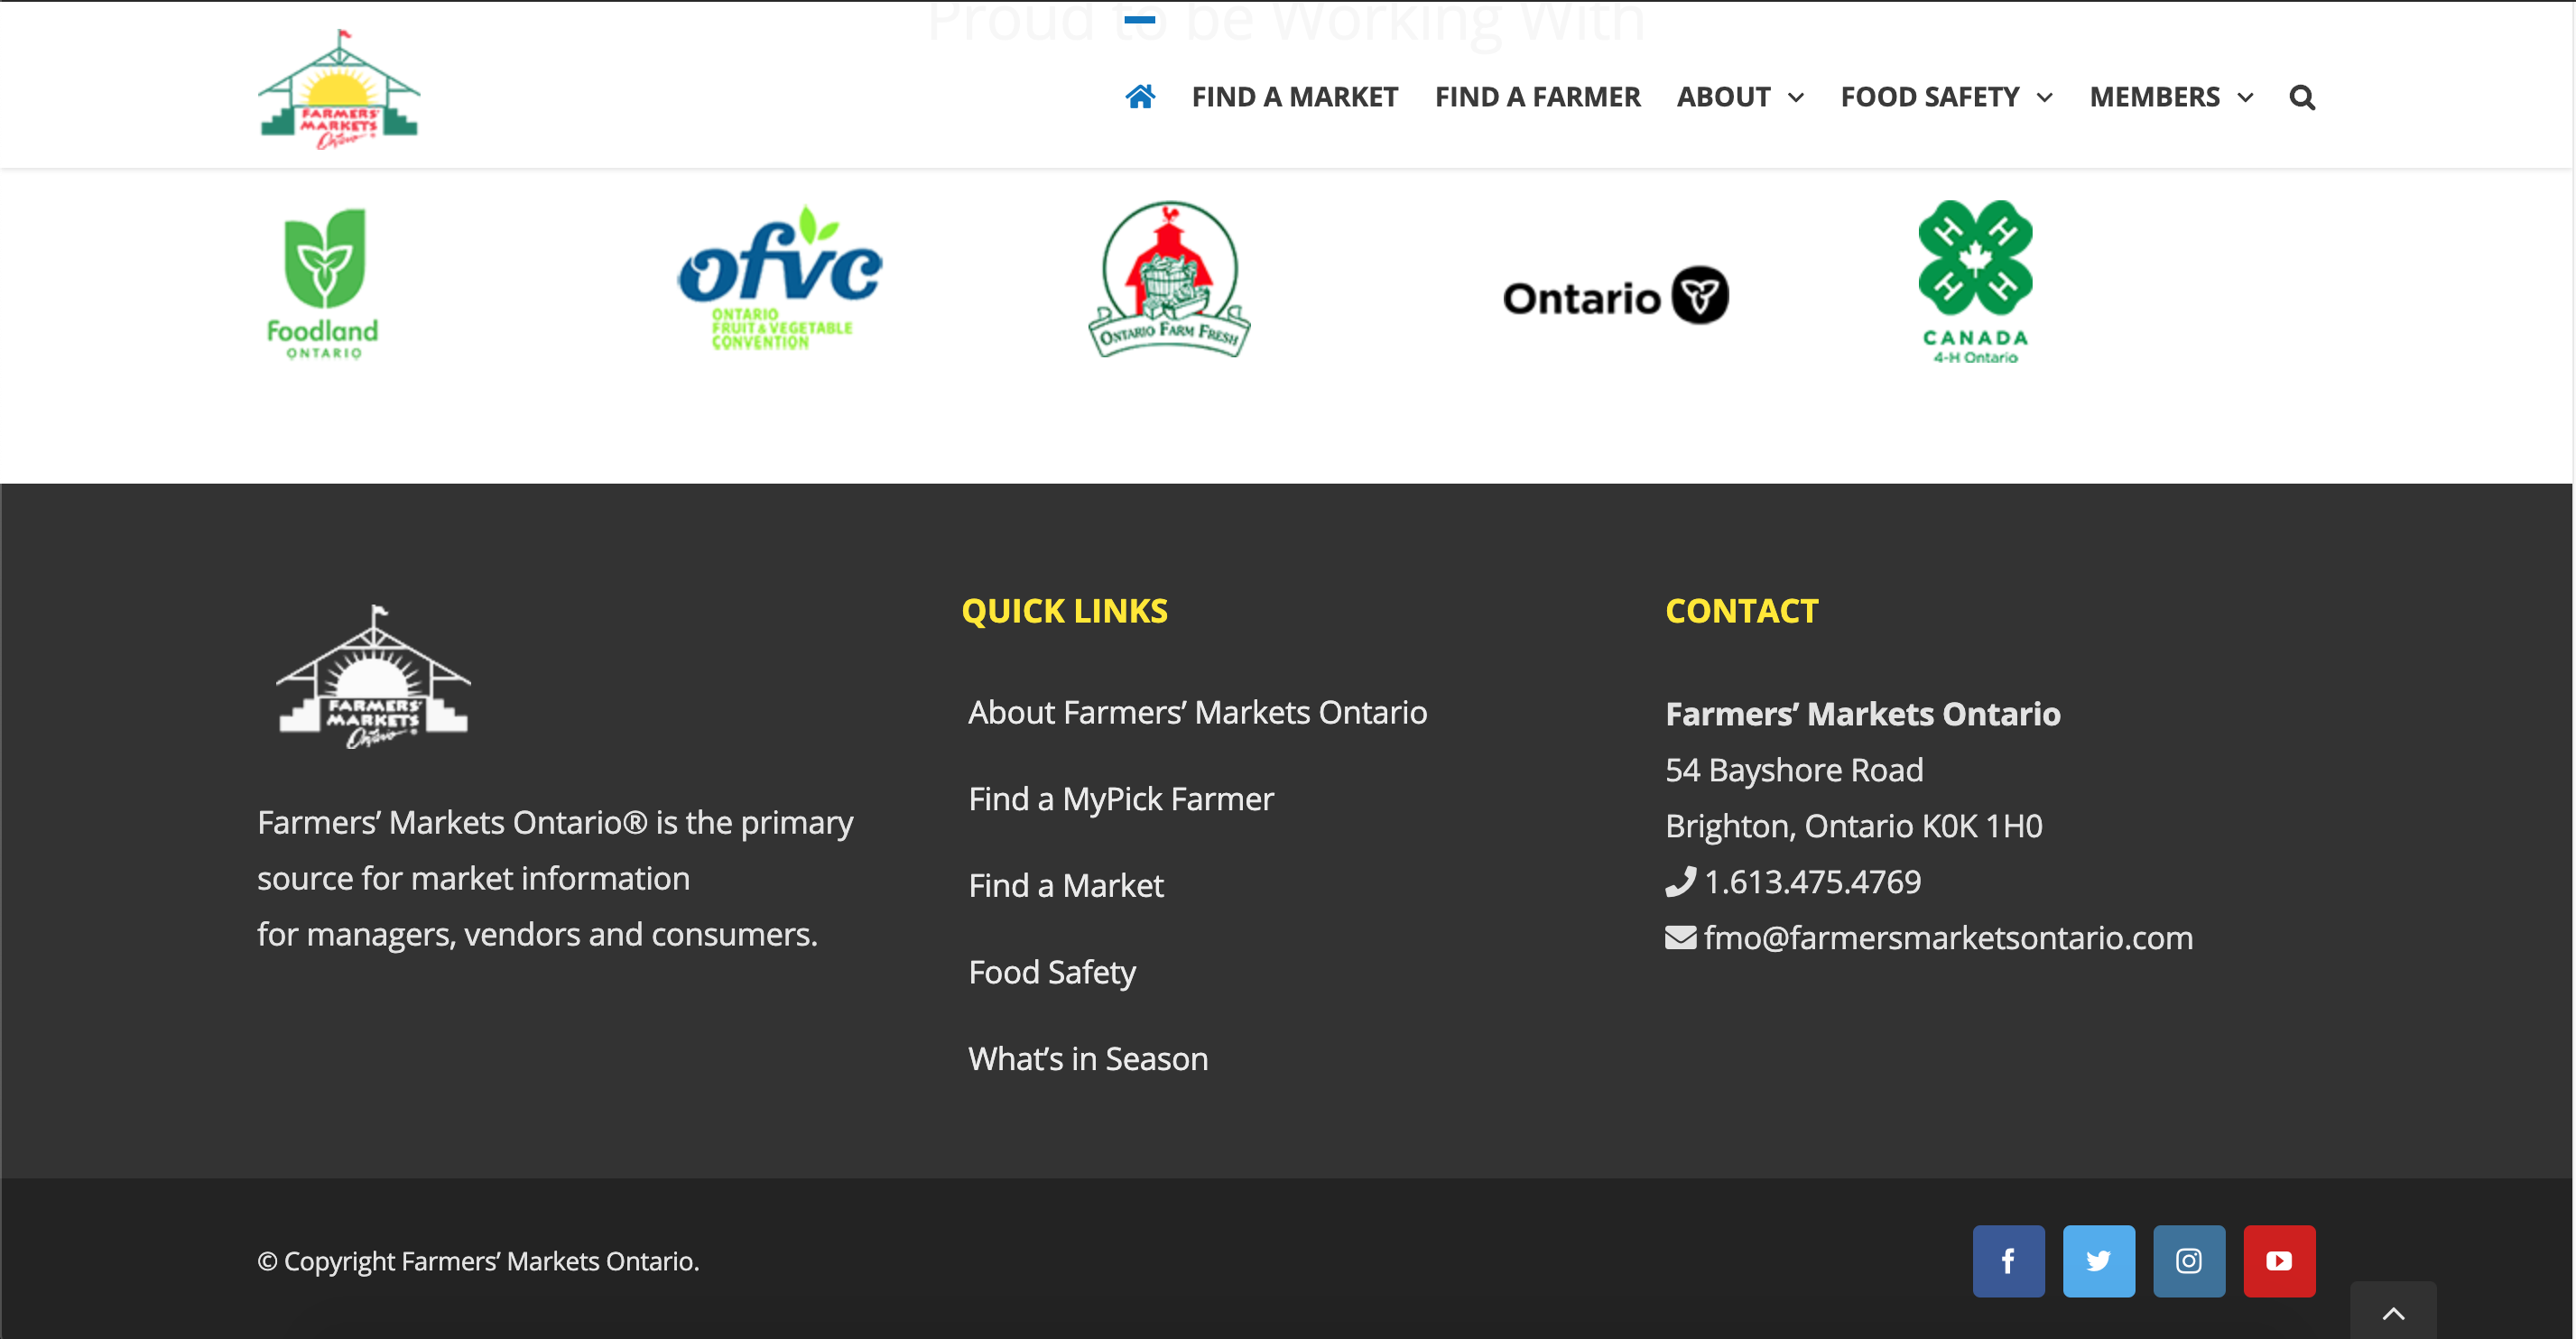 Proud to be Working With
FARMERS'
MARKETS
Ontario ®
FIND A MARKET FIND A FARMER ABOUT FOOD SAFETY MEMBERS
Foodland
ONTARIO
ofvc
ONTARIO
FRUIT & VEGETABLE
CONVENTION
ONTARIO FARM FRESH
Ontario
H H
H H
CANADA
4-H Ontario
FARMERS'
MARKETS
Ontario ®
Farmers’ Markets Ontario® is the primary
source for market information
for managers, vendors and consumers.
QUICK LINKS
About Farmers’ Markets Ontario
Find a MyPick Farmer
Find a Market
Food Safety
What’s in Season
CONTACT
Farmers’ Markets Ontario
54 Bayshore Road
Brighton, Ontario K0K 1H0
1.613.475.4769
fmo@farmersmarketsontario.com
© Copyright Farmers’ Markets Ontario.